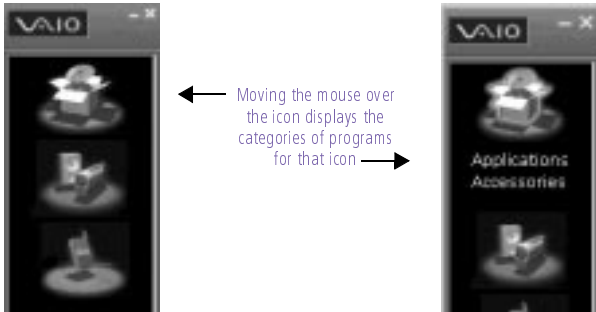 VAIO
VAIO
Moving the mouse over
the icon displays the
categories of programs
for that icon
Applications
Accessories